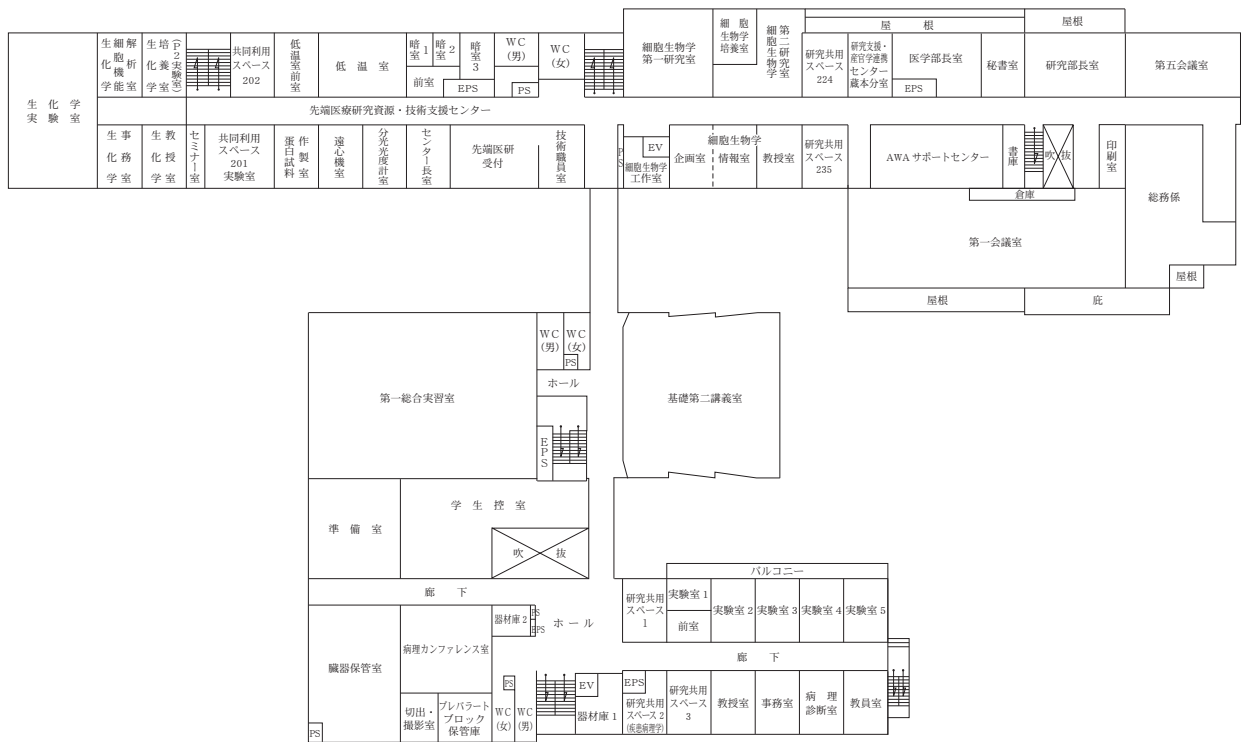 屋　根
屋根
生化学
実験室
生化学
細胞機能
解析室
生化学
培養室
(P2実験室)
共同利用
スペース
202
低温室前室
低　温　室
暗室1
暗室2
暗室3
前室
EPS
WC
(男)
PS
WC
(女)
細胞生物学
第一研究室
細　胞
生物学
培養室
細胞生物学
第二研究室
研究共用
スペース
224
研究支援・
産官学連携
センター
蔵本分室
医学部長室
EPS
秘書室
研究部長室
第五会議室
先端医療研究資源・技術支援センター
生化学
事務室
生化学
教授室
セミナー室
共同利用
スペース
201
実験室
蛋白試料
作製室
遠心機室
分光光度計室
センター長室
先端医研
受付
技術職員室
PS
EV
細胞生物学
工作室
企画室
細胞生物学
情報室
教授室
研究共用
スペース
235
AWAサポートセンター
書庫
吹抜
印刷室
総務係
倉庫
第一会議室
屋根
屋根
庇
第一総合実習室
WC
(男)
WC
(女)
PS
ホール
EPS
基礎第二講義室
準　備　室
学　生　控　室
吹　抜
廊　下
バルコニー
研究共用
スペース
1
実験室1
前室
実験室2
実験室3
実験室4
実験室5
器材庫2
PS
EPS
ホ　ー　ル
臓器保管室
病理カンファレンス室
廊　下
PS
切出・
撮影室
プレパラート
ブロック
保管庫
PS
WC
(女)
WC
(男)
EV
器材庫1
EPS
研究共用
スペース2
(疾患病理学)
研究共用
スペース
3
教授室
事務室
病　理
診断室
教員室